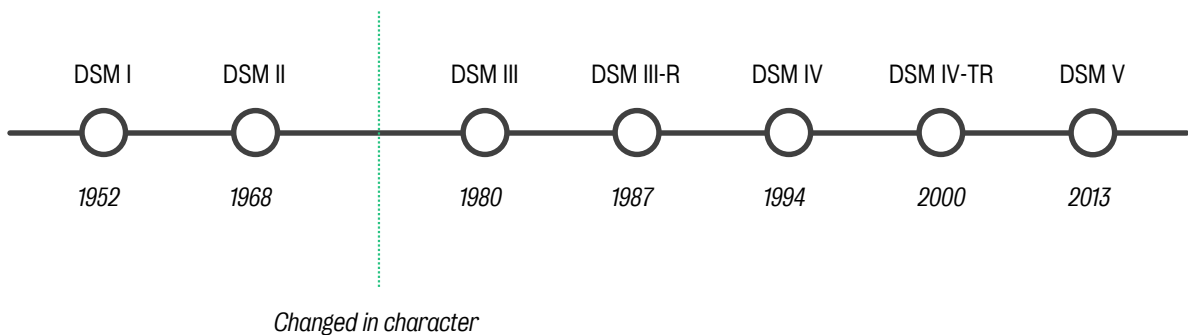 DSM I DSM II DSM III DSM III-R DSM IV DSM IV-TR DSM V
1952 1968 1980 1987 1994 2000 2013
Changed in character